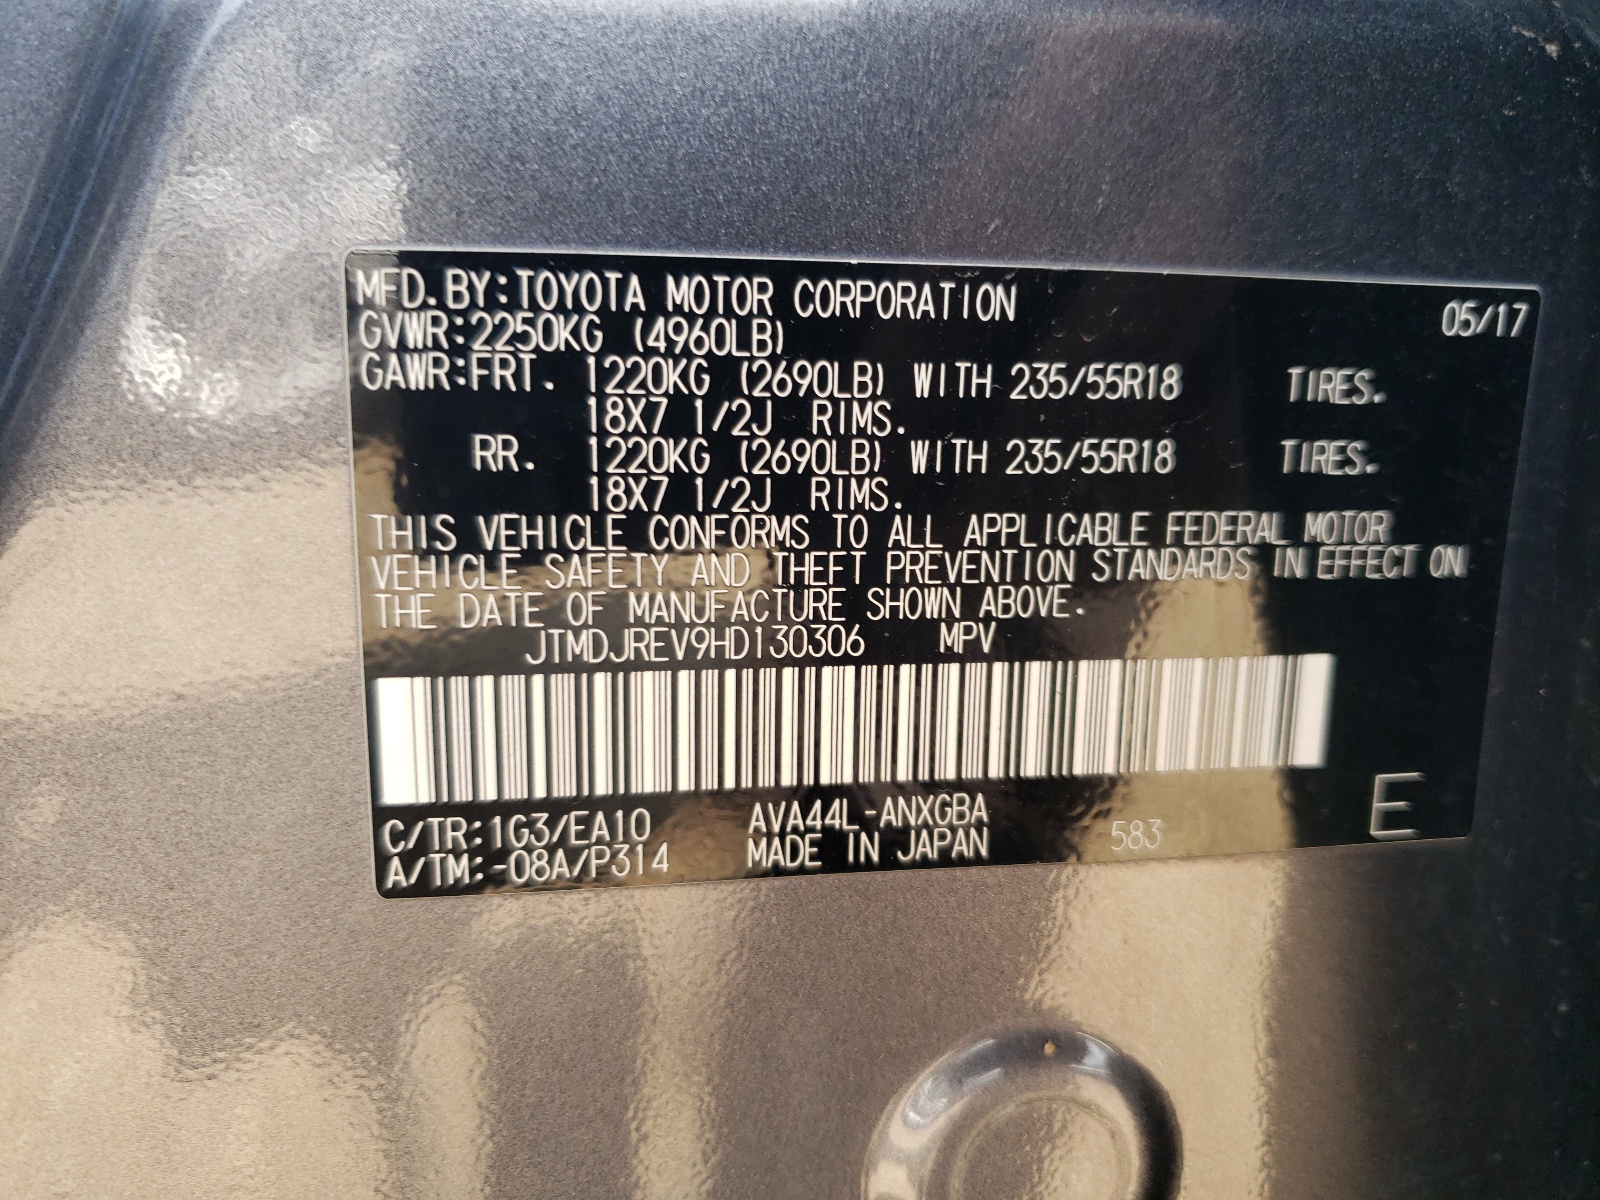 MFD.BY:TOYOTA MOTOR CORPORATION 05/17
GVWR:2250KG (4960LB)
GAWR:FRT. 1220KG (2690LB) WITH 235/55R18 TIRES.
18X7 1/2J RIMS.
RR. 1220KG (2690LB) WITH 235/55R18 TIRES.
18X7 1/2J RIMS.
THIS VEHICLE CONFORMS TO ALL APPLICABLE FEDERAL MOTOR
VEHICLE SAFETY AND THEFT PREVENTION STANDARDS IN EFFECT ON
THE DATE OF MANUFACTURE SHOWN ABOVE.
JTMDJREV9HD130306 MPV
C/TR:1G3/EA10 AVA44L-ANXGBA
A/TM:-08A/P314 MADE IN JAPAN 583 E